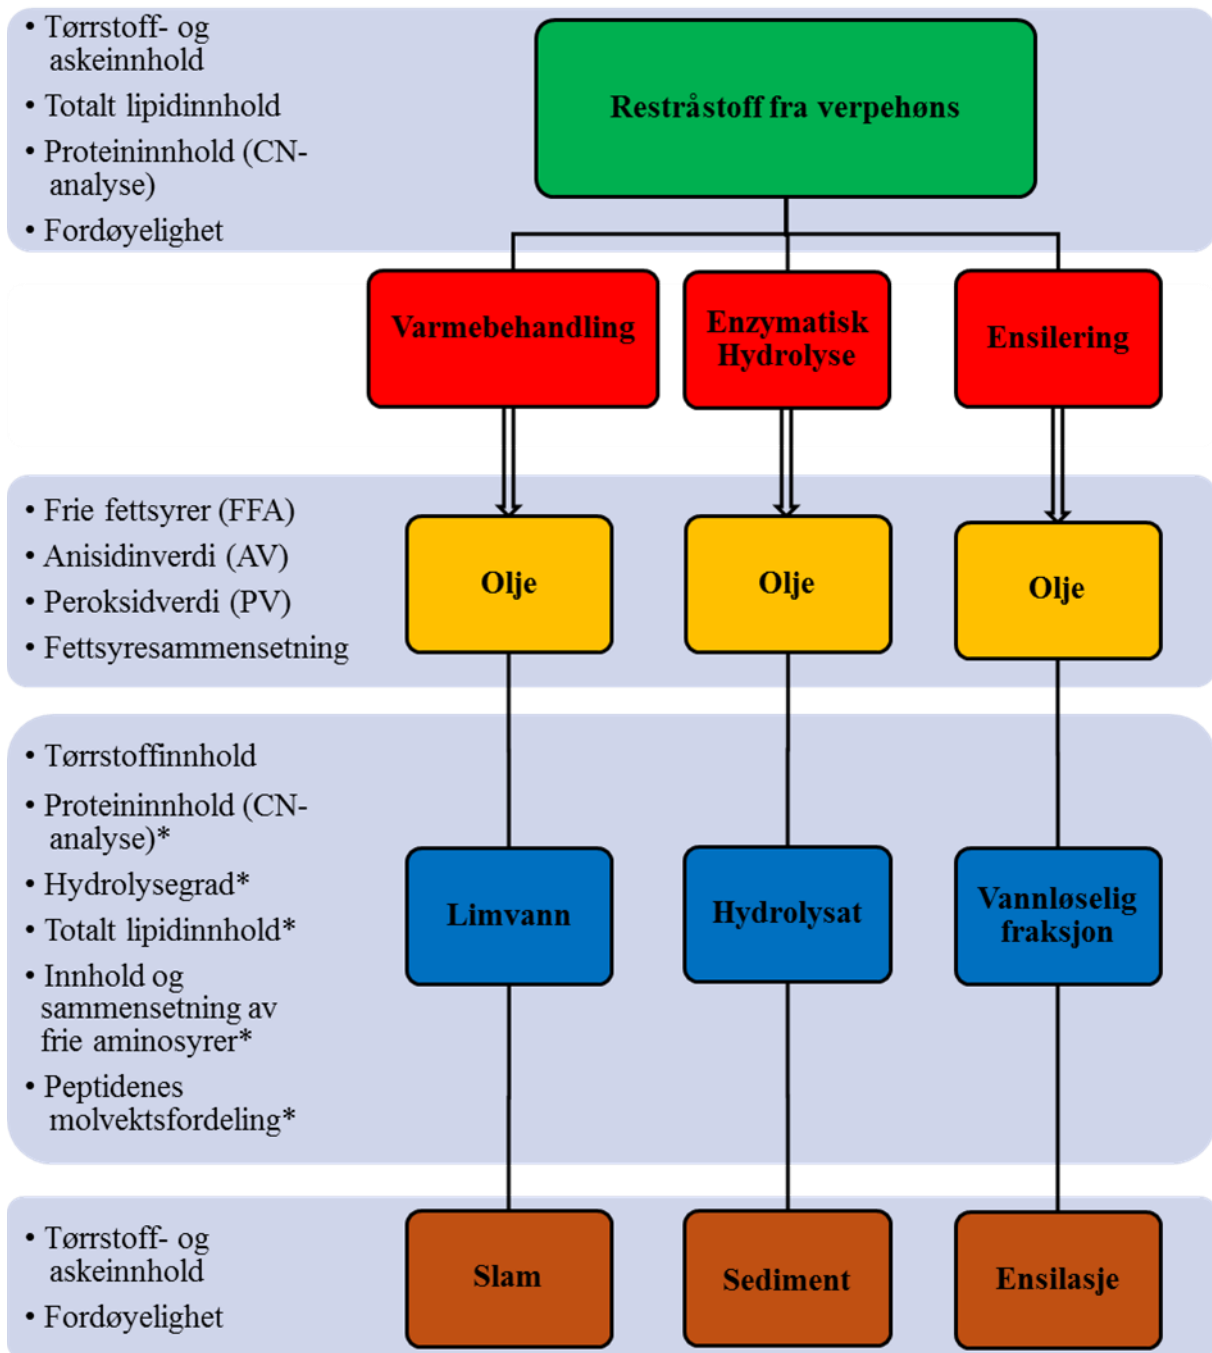 • Tørrstoff- og
askeinnhold
• Totalt lipidinnhold
• Proteininnhold (CN-
analyse)
• Fordøyelighet
Restråstoff fra verpehøns
Varmebehandling
Enzymatisk
Hydrolyse
Ensilering
• Frie fettsyrer (FFA)
• Anisidinverdi (AV)
• Peroksidverdi (PV)
• Fettsyresammensetning
Olje
Olje
Olje
• Tørrstoffinnhold
• Proteininnhold (CN-
analyse)*
• Hydrolysegrad*
• Totalt lipidinnhold*
• Innhold og
sammensetning av
frie aminosyrer*
• Peptidenes
molvektsfordeling*
Limvann
Hydrolysat
Vannløselig
fraksjon
• Tørrstoff- og
askeinnhold
• Fordøyelighet
Slam
Sediment
Ensilasje